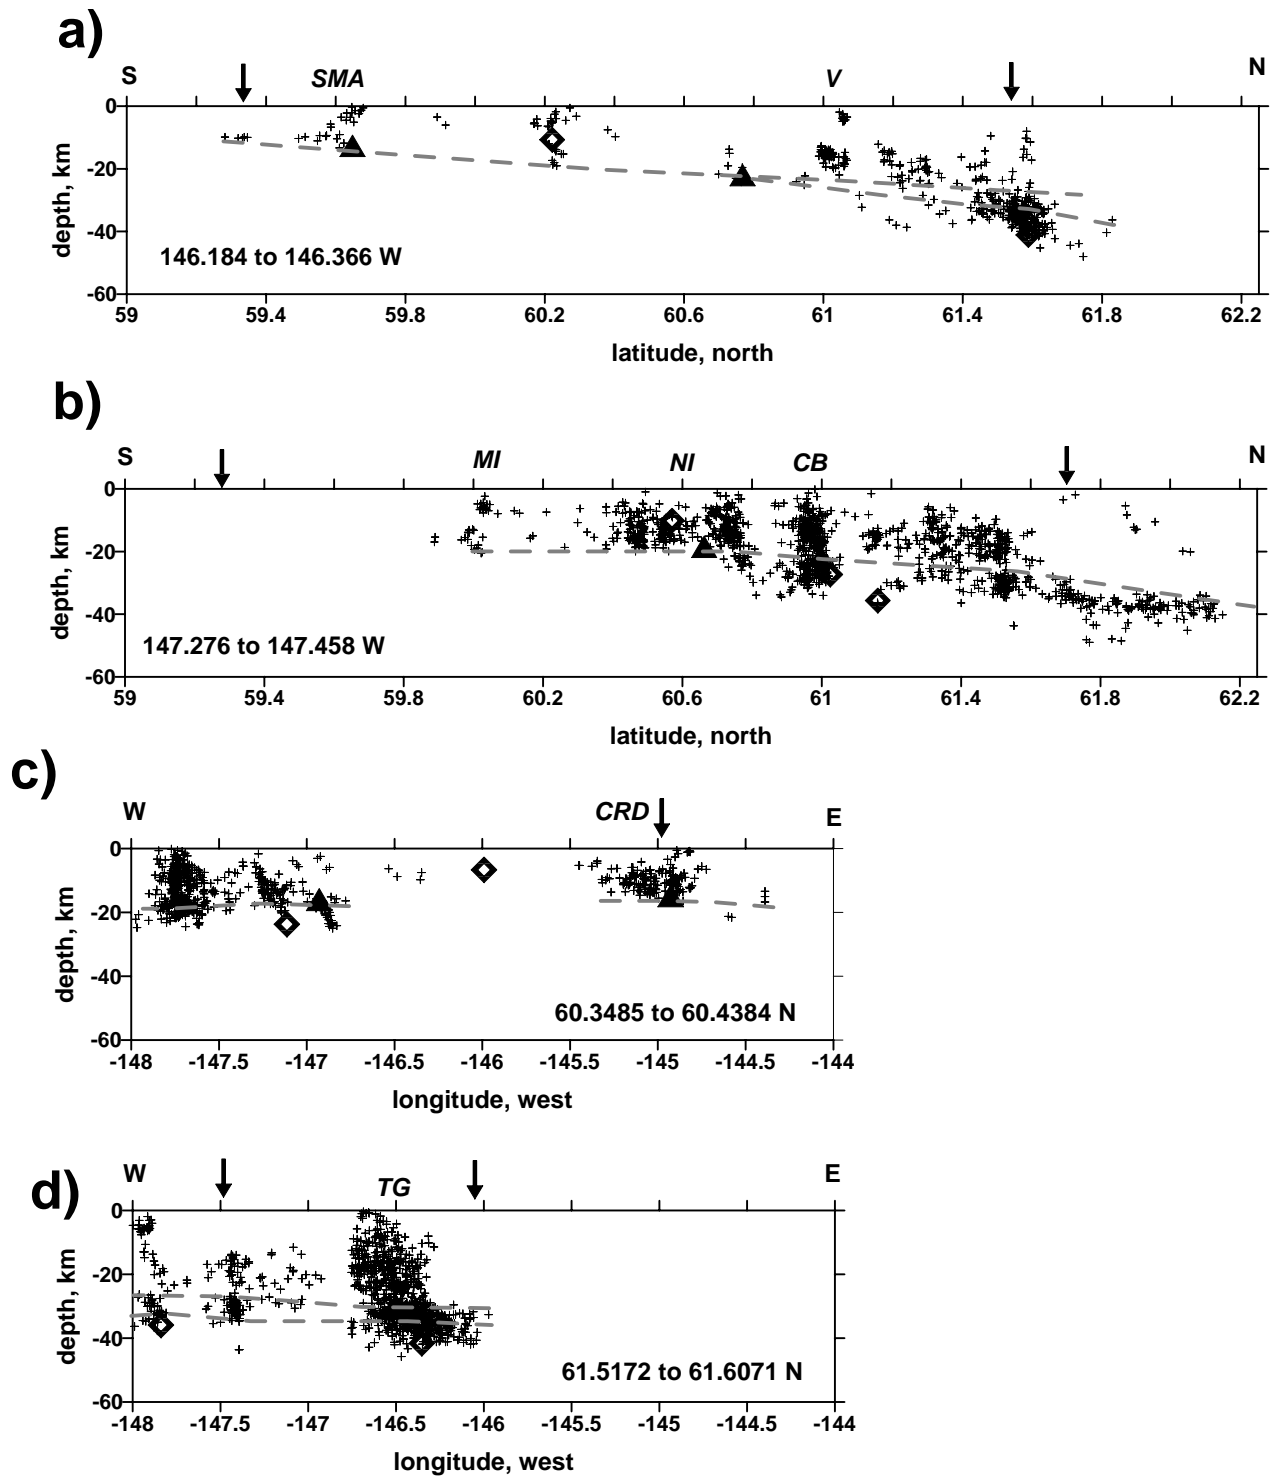 a)
S SMA V N
0
-20
-40
-60
depth, km
146.184 to 146.366 W
59 59.4 59.8 60.2 60.6 61 61.4 61.8 62.2
latitude, north
b)
S MI NI CB N
0
-20
-40
-60
depth, km
147.276 to 147.458 W
59 59.4 59.8 60.2 60.6 61 61.4 61.8 62.2
latitude, north
c)
W CRD E
0
-20
-40
-60
depth, km
60.3485 to 60.4384 N
-148 -147.5 -147 -146.5 -146 -145.5 -145 -144.5 -144
longitude, west
d)
W TG E
0
-20
-40
-60
depth, km
61.5172 to 61.6071 N
-148 -147.5 -147 -146.5 -146 -145.5 -145 -144.5 -144
longitude, west